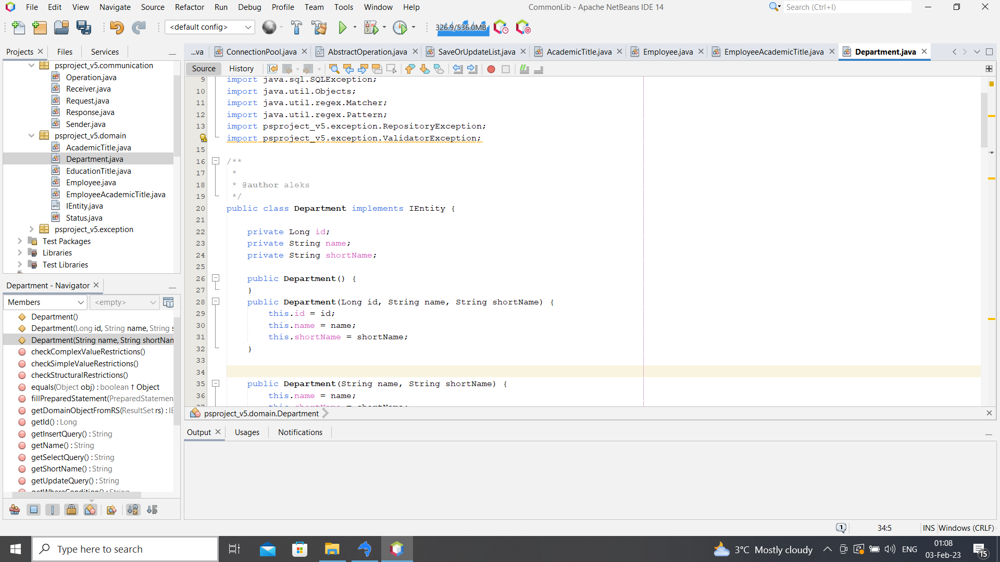 File Edit View Navigate Source Refactor Run Debug Profile Team Tools Window Help
CommonLib - Apache NetBeans IDE 14
Search (Ctrl+I)
<default config>
326.9/536.0MB
Projects Files Services
psproject_v5.communication
Operation.java
Receiver.java
Request.java
Response.java
Sender.java
psproject_v5.domain
AcademicTitle.java
Department.java
EducationTitle.java
Employee.java
EmployeeAcademicTitle.java
IEntity.java
Status.java
psproject_v5.exception
Test Packages
Libraries
Test Libraries
Department - Navigator
Members <empty>
Department()
Department(Long id, String name, String s
Department(String name, String shortNan
checkComplexValueRestrictions()
checkSimpleValueRestrictions()
checkStructuralRestrictions()
equals(Object obj) : boolean ↑ Object
fillPreparedStatement(PreparedStatemen
getDomainObjectFromRS(ResultSet rs) : IE
getId() : Long
getInsertQuery() : String
getName() : String
getSelectQuery() : String
getShortName() : String
getUpdateQuery() : String
getWhereCondition() : String
...va ConnectionPool.java AbstractOperation.java SaveOrUpdateList.java AcademicTitle.java Employee.java EmployeeAcademicTitle.java Department.java
Source History
9 import java.sql.SQLException;
10 import java.util.Objects;
11 import java.util.regex.Matcher;
12 import java.util.regex.Pattern;
13 import psproject_v5.exception.RepositoryException;
import psproject_v5.exception.ValidatorException;
15
16 /**
17 *
18 * @author aleks
19 */
20 public class Department implements IEntity {
21
22 private Long id;
23 private String name;
24 private String shortName;
25
26 public Department() {
27 }
28 public Department(Long id, String name, String shortName) {
29 this.id = id;
30 this.name = name;
31 this.shortName = shortName;
32 }
33
34
35 public Department(String name, String shortName) {
36 this.name = name;
37 this.shortName = shortName;
psproject_v5.domain.Department
Output Usages Notifications
1 34:5 INS Windows (CRLF)
Type here to search
3°C Mostly cloudy
ENG
01:08
03-Feb-23
15